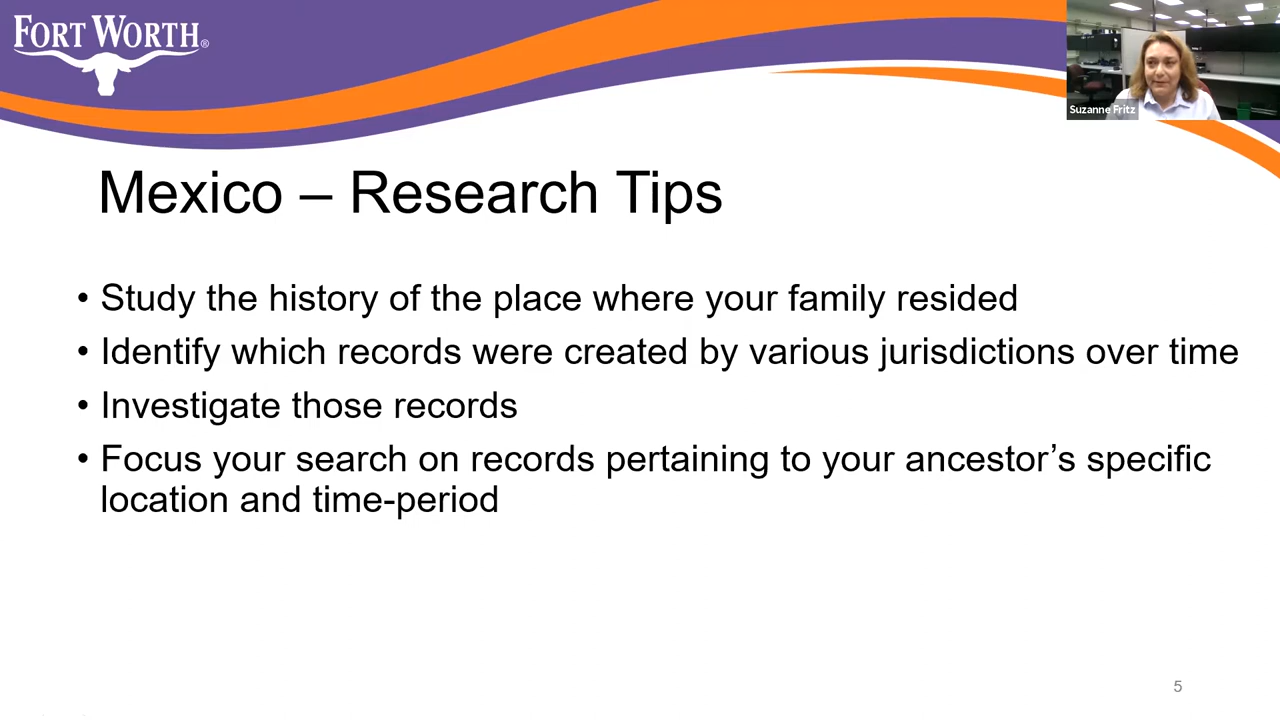 FORT WORTH®
Suzanne Fritz
Mexico – Research Tips
• Study the history of the place where your family resided
• Identify which records were created by various jurisdictions over time
• Investigate those records
• Focus your search on records pertaining to your ancestor’s specific
location and time-period
5